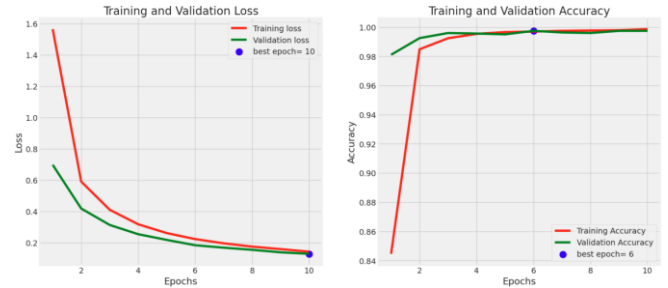 Training and Validation Loss
1.6
1.4
1.2
1.0
0.8
0.6
0.4
0.2
Loss
Training loss
Validation loss
best epoch= 10
2
4
6
8
10
Epochs
Training and Validation Accuracy
1.00
0.98
0.96
0.94
0.92
0.90
0.88
0.86
0.84
Accuracy
Training Accuracy
Validation Accuracy
best epoch= 6
2
4
6
8
10
Epochs